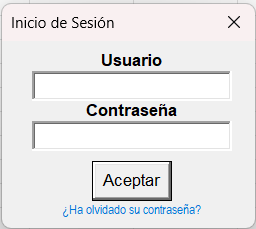 Inicio de Sesión
Usuario
Contraseña
Aceptar
¿Ha olvidado su contraseña?